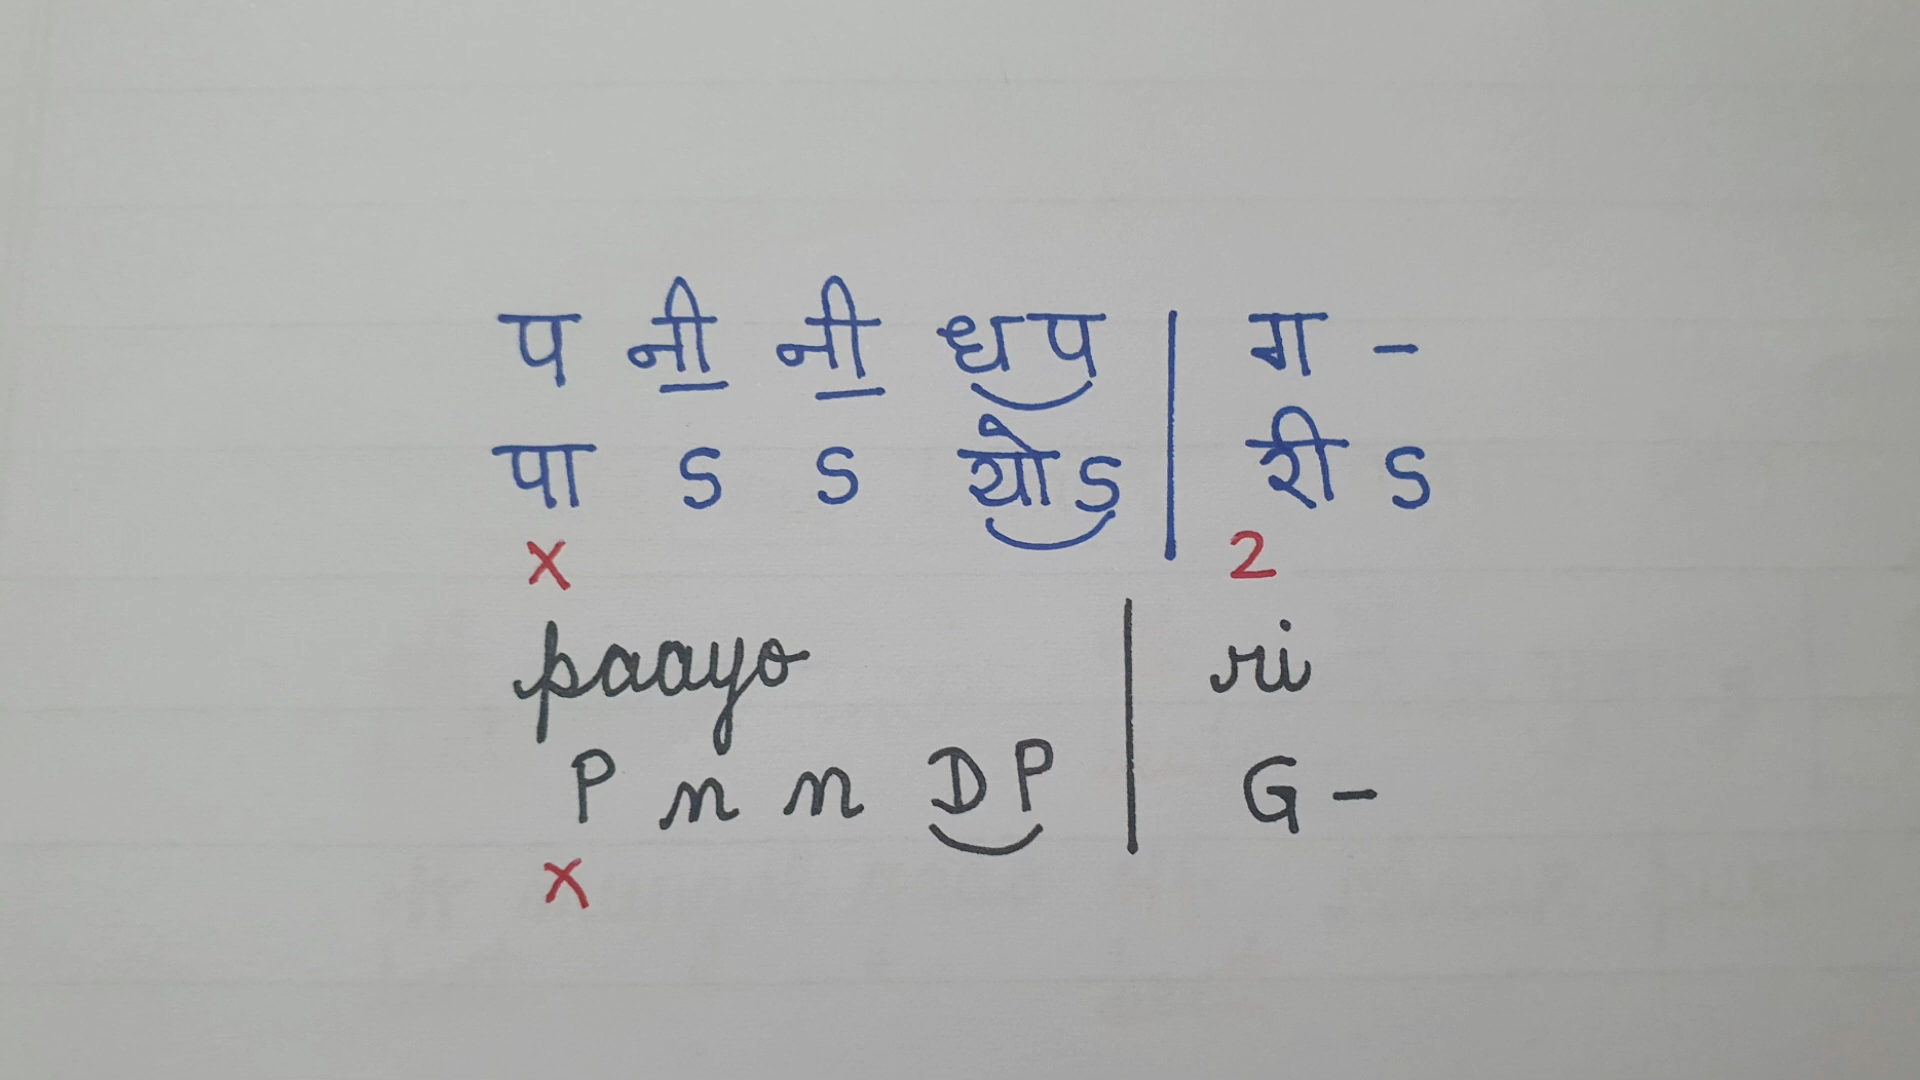 प नी॒ नी॒ धप | ग -
पा ऽ ऽ योऽ | री ऽ
x 2
paayo | ri
P n n DP | G -
x